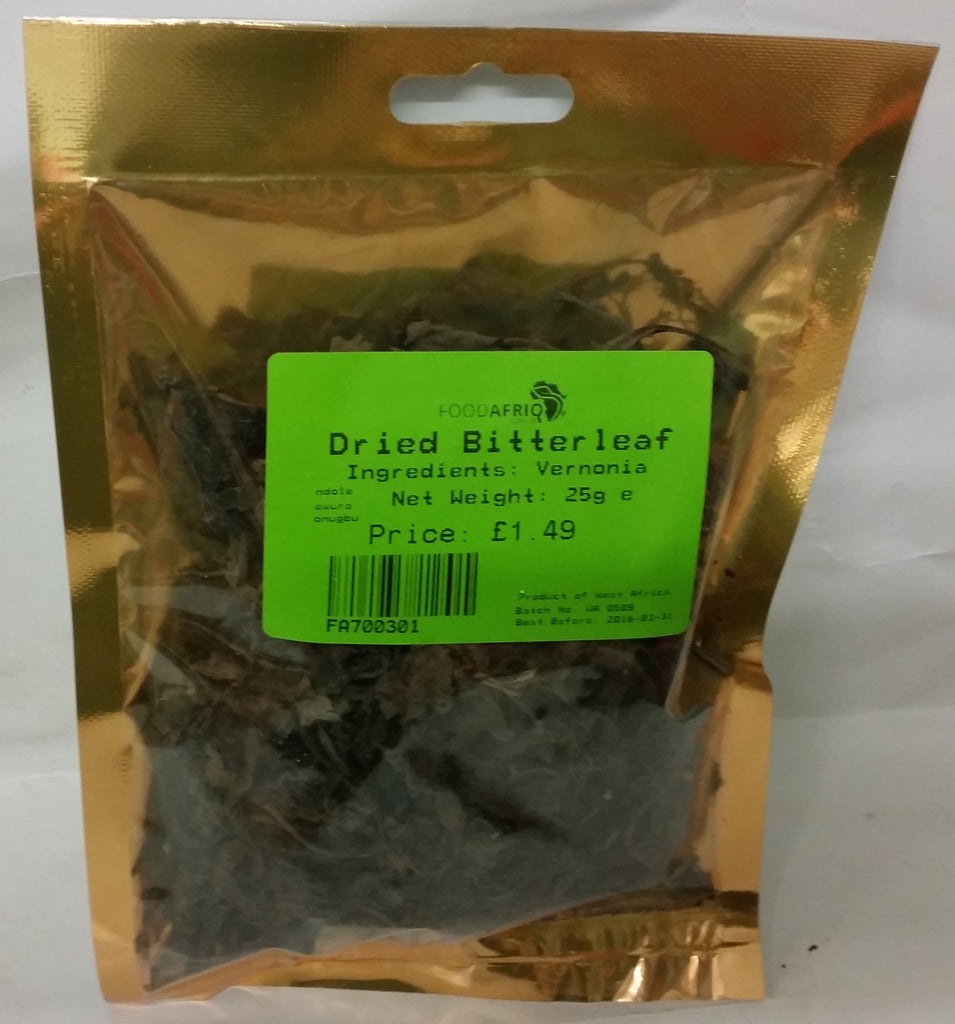 FOODAFRIQ
Dried Bitterleaf
Ingredients: Vernonia
ndole
ewuro
onugbu
Net Weight: 25g e
Price: £1.49
FA700301
Product of West Africa
Batch No. WA 0509
Best Before: 2016-03-31